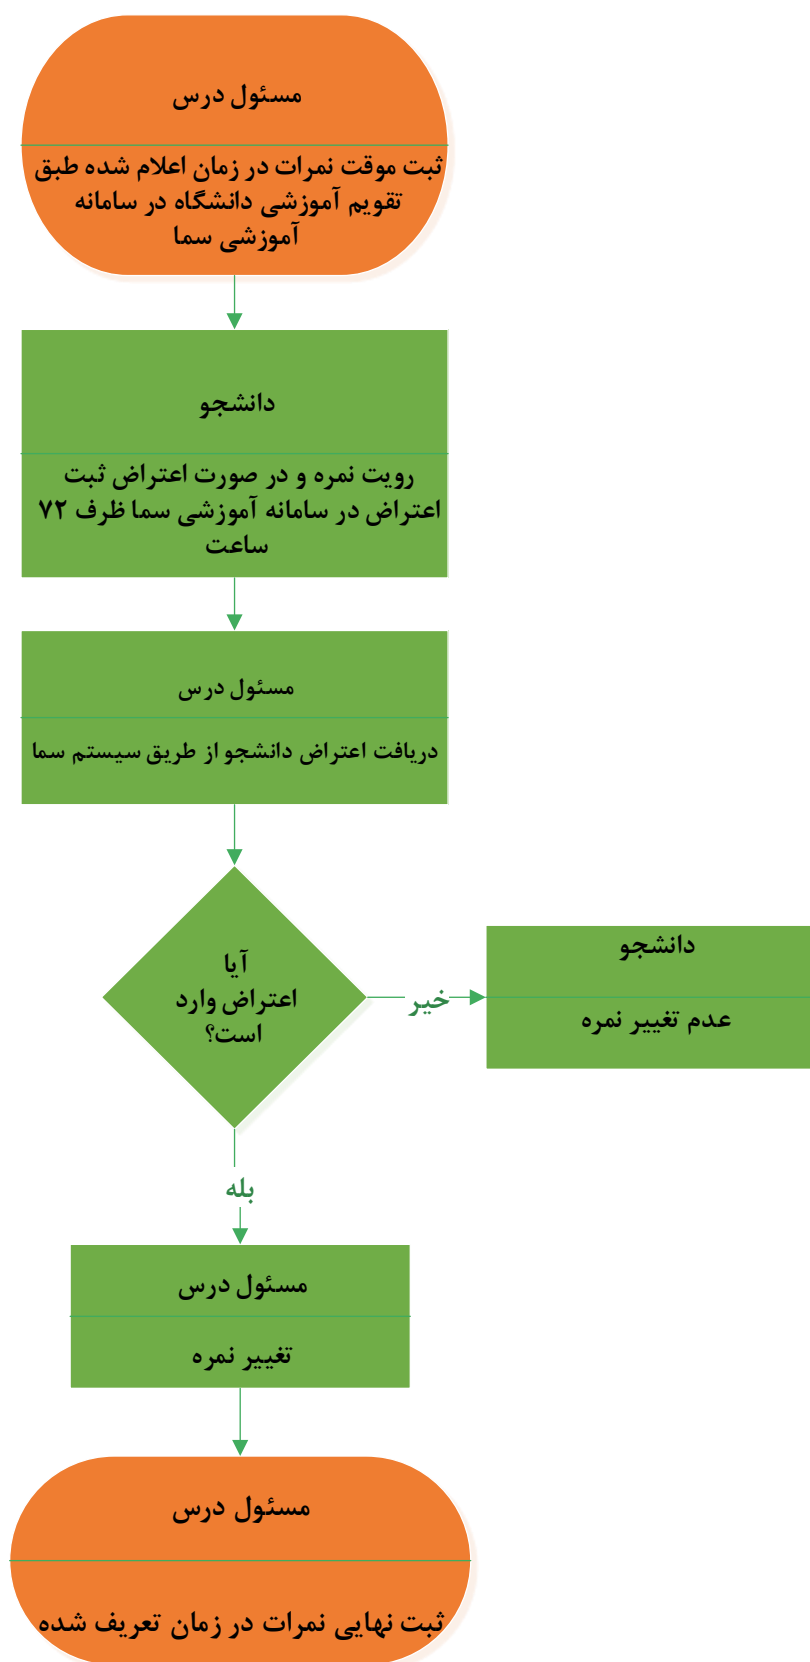 مسئول درس
ثبت موقت نمرات در زمان اعلام شده طبق
تقویم آموزشی دانشگاه در سامانه
آموزشی سما
دانشجو
رویت نمره و در صورت اعتراض ثبت
اعتراض در سامانه آموزشی سما ظرف ۷۲
ساعت
مسئول درس
دریافت اعتراض دانشجو از طریق سیستم سما
آیا
اعتراض وارد
است؟
خیر
دانشجو
عدم تغییر نمره
بله
مسئول درس
تغییر نمره
مسئول درس
ثبت نهایی نمرات در زمان تعریف شده